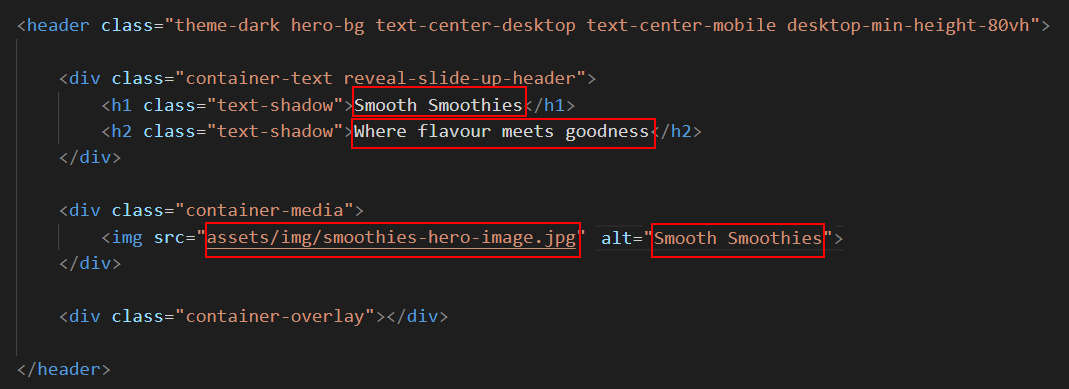 <header class="theme-dark hero-bg text-center-desktop text-center-mobile desktop-min-height-80vh">
<div class="container-text reveal-slide-up-header">
<h1 class="text-shadow">Smooth Smoothies</h1>
<h2 class="text-shadow">Where flavour meets goodness</h2>
</div>
<div class="container-media">
<img src="assets/img/smoothies-hero-image.jpg" alt="Smooth Smoothies">
</div>
<div class="container-overlay"></div>
</header>